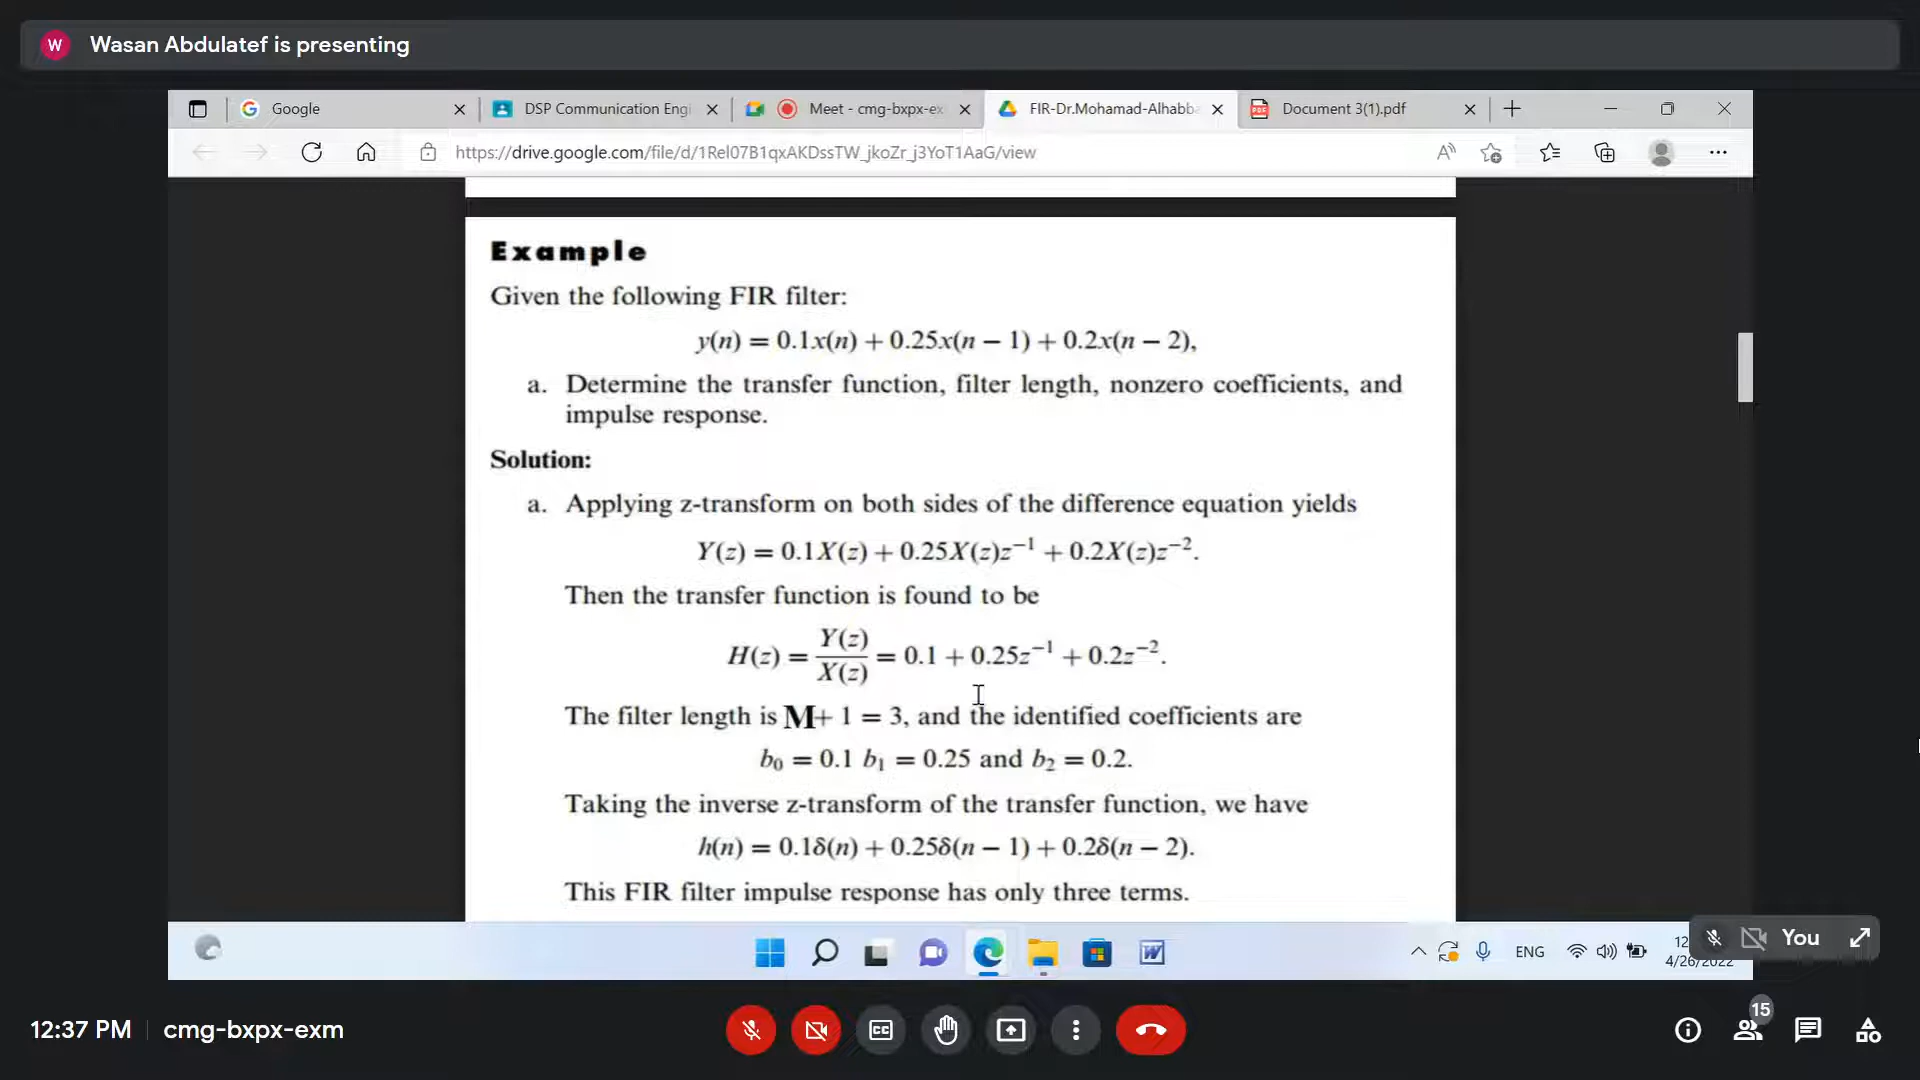 W Wasan Abdulatef is presenting
Google
DSP Communication Engi
Meet - cmg-bxpx-ex
FIR-Dr.Mohamad-Alhabba
Document 3(1).pdf
https://drive.google.com/file/d/1Rel07B1qxAKDssTW_jkoZr_j3YoT1AaG/view
Example
Given the following FIR filter:
y(n) = 0.1x(n) + 0.25x(n − 1) + 0.2x(n − 2),
a. Determine the transfer function, filter length, nonzero coefficients, and
impulse response.
Solution:
a. Applying z-transform on both sides of the difference equation yields
Y(z) = 0.1X(z) + 0.25X(z)z⁻¹ + 0.2X(z)z⁻².
Then the transfer function is found to be
H(z) = Y(z)/X(z) = 0.1 + 0.25z⁻¹ + 0.2z⁻².
The filter length is M+ 1 = 3, and the identified coefficients are
b₀ = 0.1 b₁ = 0.25 and b₂ = 0.2.
Taking the inverse z-transform of the transfer function, we have
h(n) = 0.1δ(n) + 0.25δ(n − 1) + 0.2δ(n − 2).
This FIR filter impulse response has only three terms.
ENG
12
4/26/2022
You
12:37 PM
cmg-bxpx-exm
CC
15